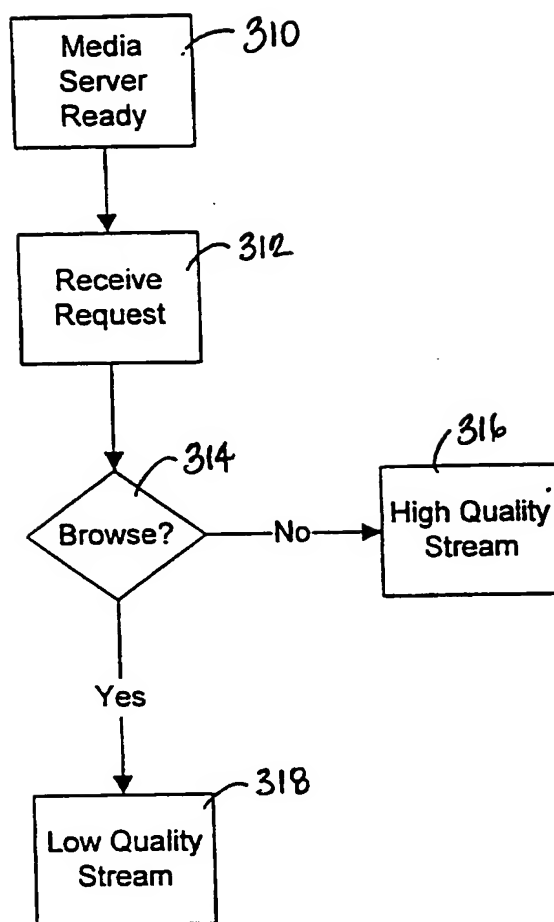 Media
Server
Ready
310
Receive
Request
312
Browse?
314
No
High Quality
Stream
316
Yes
Low Quality
Stream
318